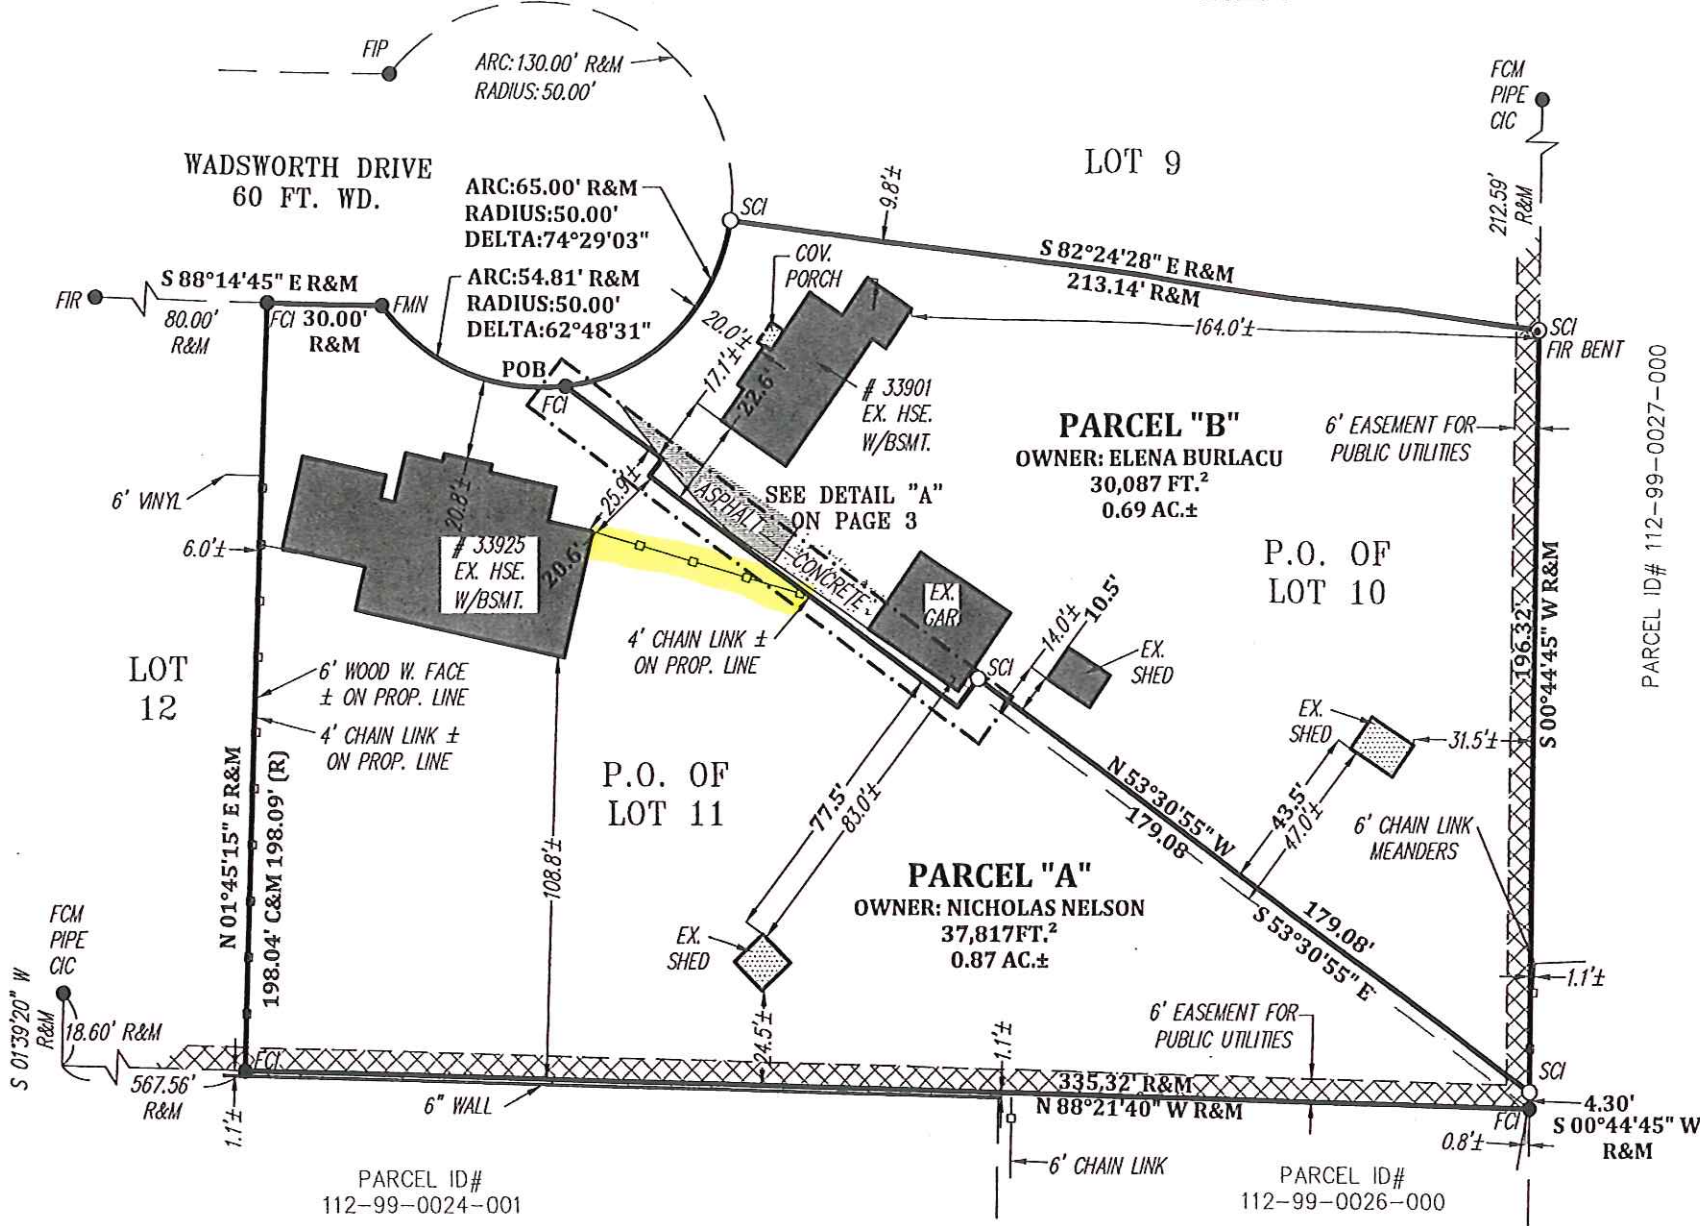 FIP
ARC:130.00' R&M
RADIUS:50.00'
FCM
PIPE
C/C
WADSWORTH DRIVE
60 FT. WD.
ARC:65.00' R&M
RADIUS:50.00'
DELTA:74°29'03"
SCI
9.8'±
LOT 9
212.59'
R&M
S 88°14'45" E R&M
ARC:54.81' R&M
RADIUS:50.00'
DELTA:62°48'31"
COV.
PORCH
S 82°24'28" E R&M
213.14' R&M
FIR
80.00'
R&M
FCI
30.00'
R&M
FMN
20.0'±
17.1'±
22.6'
164.0'±
SCI
FIR BENT
POB
FCI
# 33901
EX. HSE.
W/BSMT.
PARCEL "B"
OWNER: ELENA BURLACU
30,087 FT.²
0.69 AC.±
6' EASEMENT FOR
PUBLIC UTILITIES
PARCEL ID# 112-99-0027-000
6' VINYL
20.8'±
25.9'±
ASPHALT
SEE DETAIL "A"
ON PAGE 3
6.0'±
# 33925
EX. HSE.
W/BSMT.
20.6'
CONCRETE
P.O. OF
LOT 10
196.32'
S 00°44'45" W R&M
EX.
GAR.
14.0'±
10.5'
4' CHAIN LINK ±
ON PROP. LINE
EX.
SHED
LOT
12
6' WOOD W. FACE
± ON PROP. LINE
SCI
4' CHAIN LINK ±
ON PROP. LINE
EX.
SHED
31.5'±
N 01°45'15" E R&M
198.04' C&M 198.09' (R)
P.O. OF
LOT 11
77.5'
83.0'±
N 53°30'55" W
179.08
43.5'
47.0'±
6' CHAIN LINK
MEANDERS
108.8'±
PARCEL "A"
OWNER: NICHOLAS NELSON
37,817FT.²
0.87 AC.±
179.08'
S 53°30'55" E
FCM
PIPE
C/C
EX.
SHED
1.1'±
S 01°39'20" W
R&M
18.60' R&M
24.5'±
1.1'±
6' EASEMENT FOR
PUBLIC UTILITIES
FCI
567.56'
R&M
1.1'±
6" WALL
335.32' R&M
N 88°21'40" W R&M
SCI
FCI
4.30'
S 00°44'45" W
R&M
0.8'±
6' CHAIN LINK
PARCEL ID#
112-99-0024-001
PARCEL ID#
112-99-0026-000